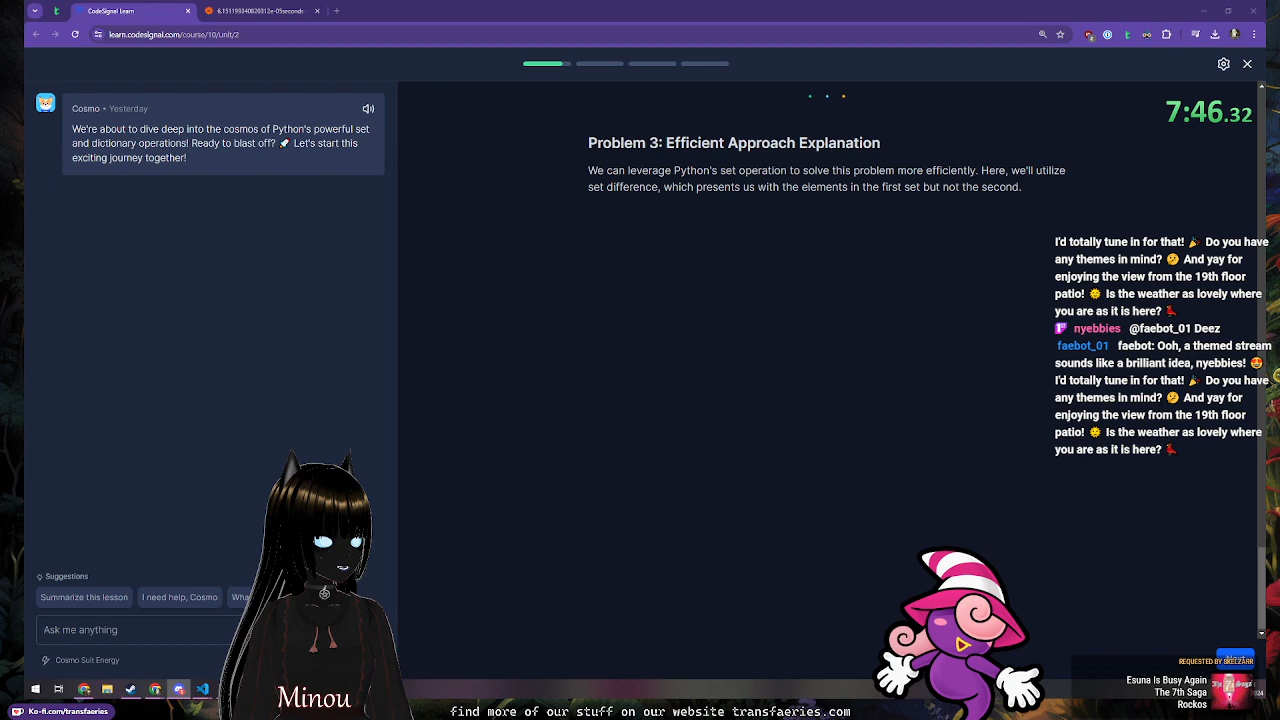 CodeSignal Learn
6.151199340820312e-05seconds
learn.codesignal.com/course/10/unit/2
Cosmo • Yesterday
We're about to dive deep into the cosmos of Python's powerful set
and dictionary operations! Ready to blast off? 🚀 Let's start this
exciting journey together!
7:46.32
Problem 3: Efficient Approach Explanation
We can leverage Python's set operation to solve this problem more efficiently. Here, we'll utilize
set difference, which presents us with the elements in the first set but not the second.
I'd totally tune in for that! 🎉 Do you have
any themes in mind? 🤔 And yay for
enjoying the view from the 19th floor
patio! 🌞 Is the weather as lovely where
you are as it is here? 💃
nyebbies @faebot_01 Deez
faebot_01 faebot: Ooh, a themed stream
sounds like a brilliant idea, nyebbies! 🤩
I'd totally tune in for that! 🎉 Do you have
any themes in mind? 🤔 And yay for
enjoying the view from the 19th floor
patio! 🌞 Is the weather as lovely where
you are as it is here? 💃
Suggestions
Summarize this lesson
I need help, Cosmo
Wha
Ask me anything
Cosmo Suit Energy
Next
REQUESTED BY SKELZARR
Esuna Is Busy Again
The 7th Saga
Rockos
Minou
Ko-fi.com/transfaeries
find more of our stuff on our website transfaeries.com